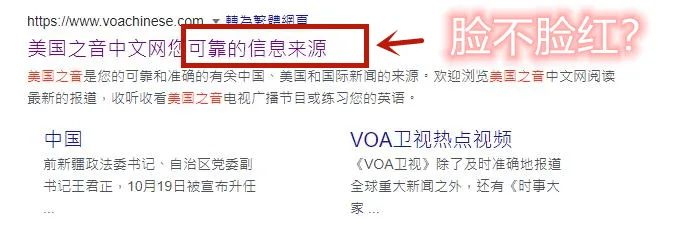 https://www.voachinese.com ▼ 轉為繁體網頁
美国之音中文网您可靠的信息来源
脸不脸红?
美国之音是您的可靠和准确的有关中国、美国和国际新闻的来源。欢迎浏览美国之音中文网阅读
最新的报道，收听收看美国之音电视广播节目或练习您的英语。
中国
前新疆政法委书记、自治区党委副
书记王君正，10月19日被宣布升任
...
VOA卫视热点视频
《VOA卫视》除了及时准确地报道
全球重大新闻之外，还有《时事大
家 ...